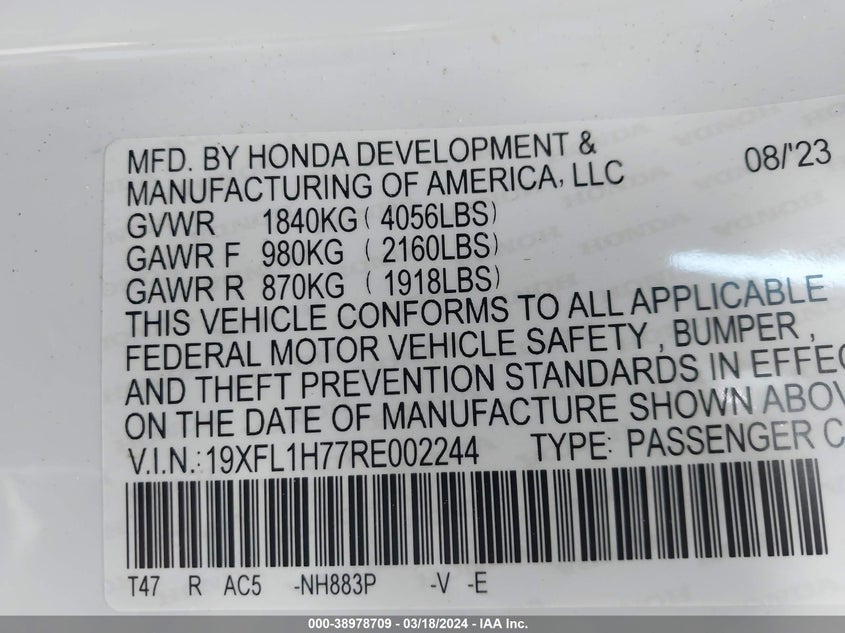 MFD. BY HONDA DEVELOPMENT &
MANUFACTURING OF AMERICA, LLC 08/'23
GVWR 1840KG ( 4056LBS)
GAWR F 980KG ( 2160LBS)
GAWR R 870KG ( 1918LBS)
THIS VEHICLE CONFORMS TO ALL APPLICABLE
FEDERAL MOTOR VEHICLE SAFETY , BUMPER ,
AND THEFT PREVENTION STANDARDS IN EFFEC
ON THE DATE OF MANUFACTURE SHOWN ABOV
V.I.N.: 19XFL1H77RE002244 TYPE: PASSENGER C
T47 R AC5 -NH883P -V -E
000-38978709 - 03/18/2024 - IAA Inc.